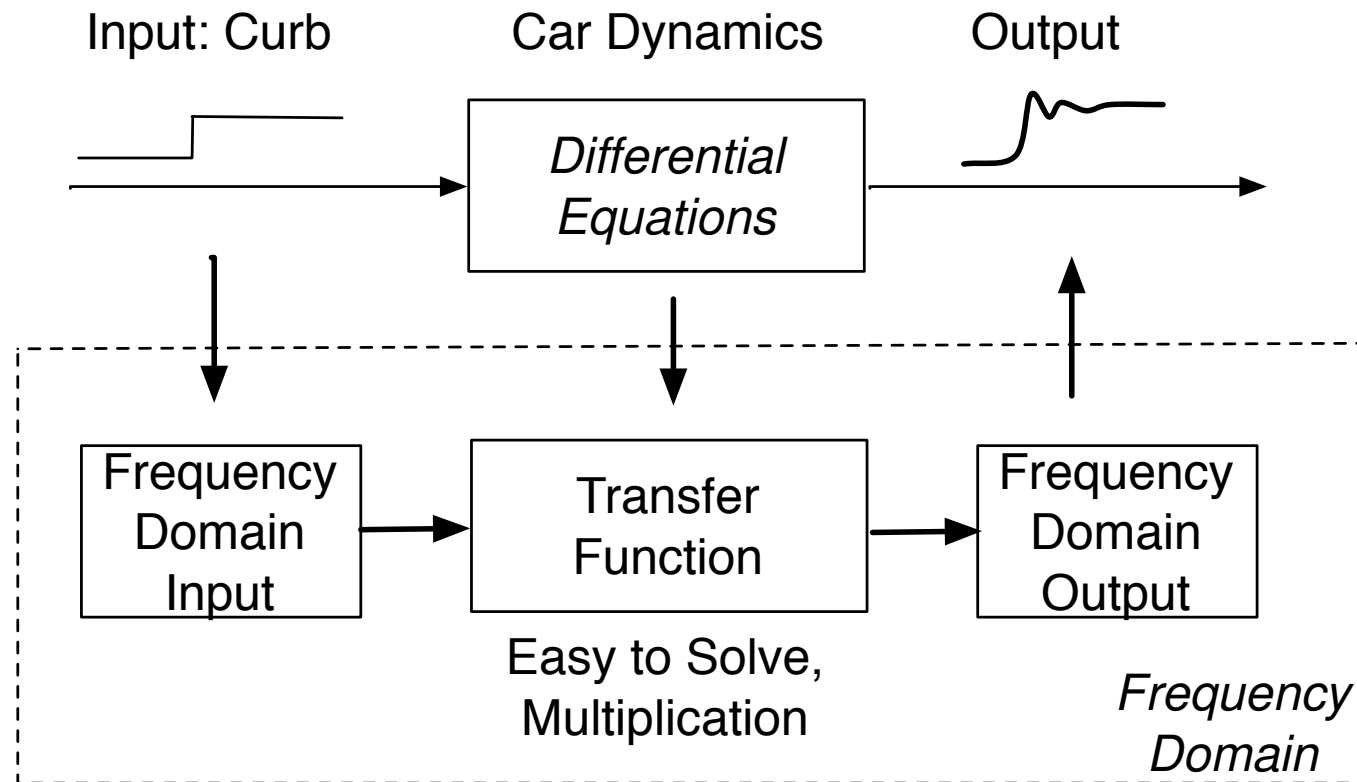 Input: Curb
Car Dynamics
Output
Differential
Equations
Frequency
Domain
Input
Transfer
Function
Frequency
Domain
Output
Easy to Solve,
Multiplication
Frequency
Domain